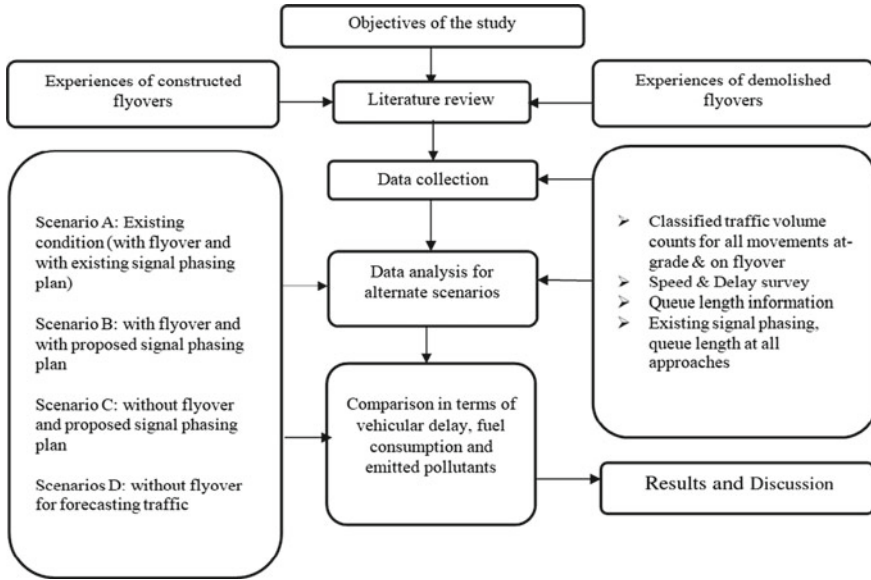 Objectives of the study
Experiences of constructed
flyovers
Literature review
Experiences of demolished
flyovers
Data collection
Scenario A: Existing
condition (with flyover and
with existing signal phasing
plan)
Scenario B: with flyover and
with proposed signal phasing
plan
Scenario C: without flyover
and proposed signal phasing
plan
Scenarios D: without flyover
for forecasting traffic
Data analysis for
alternate scenarios
➢ Classified traffic volume
counts for all movements at-
grade & on flyover
➢ Speed & Delay survey
➢ Queue length information
➢ Existing signal phasing,
queue length at all
approaches
Comparison in terms of
vehicular delay, fuel
consumption and
emitted pollutants
Results and Discussion